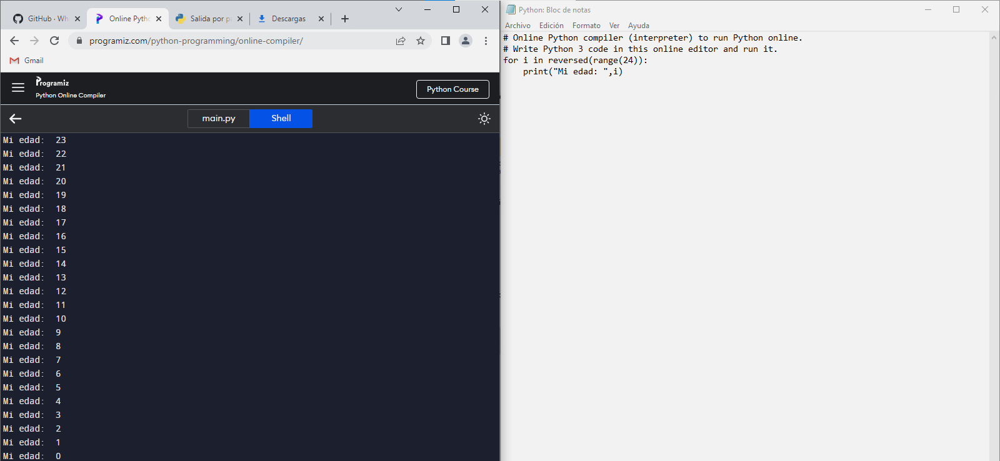 GitHub · Wh
Online Pytho
Salida por p
Descargas
programiz.com/python-programming/online-compiler/
Gmail
Programiz
Python Online Compiler
Python Course
main.py
Shell
Mi edad:  23
Mi edad:  22
Mi edad:  21
Mi edad:  20
Mi edad:  19
Mi edad:  18
Mi edad:  17
Mi edad:  16
Mi edad:  15
Mi edad:  14
Mi edad:  13
Mi edad:  12
Mi edad:  11
Mi edad:  10
Mi edad:  9
Mi edad:  8
Mi edad:  7
Mi edad:  6
Mi edad:  5
Mi edad:  4
Mi edad:  3
Mi edad:  2
Mi edad:  1
Mi edad:  0
Python: Bloc de notas
Archivo Edición Formato Ver Ayuda
# Online Python compiler (interpreter) to run Python online.
# Write Python 3 code in this online editor and run it.
for i in reversed(range(24)):
    print("Mi edad: ",i)